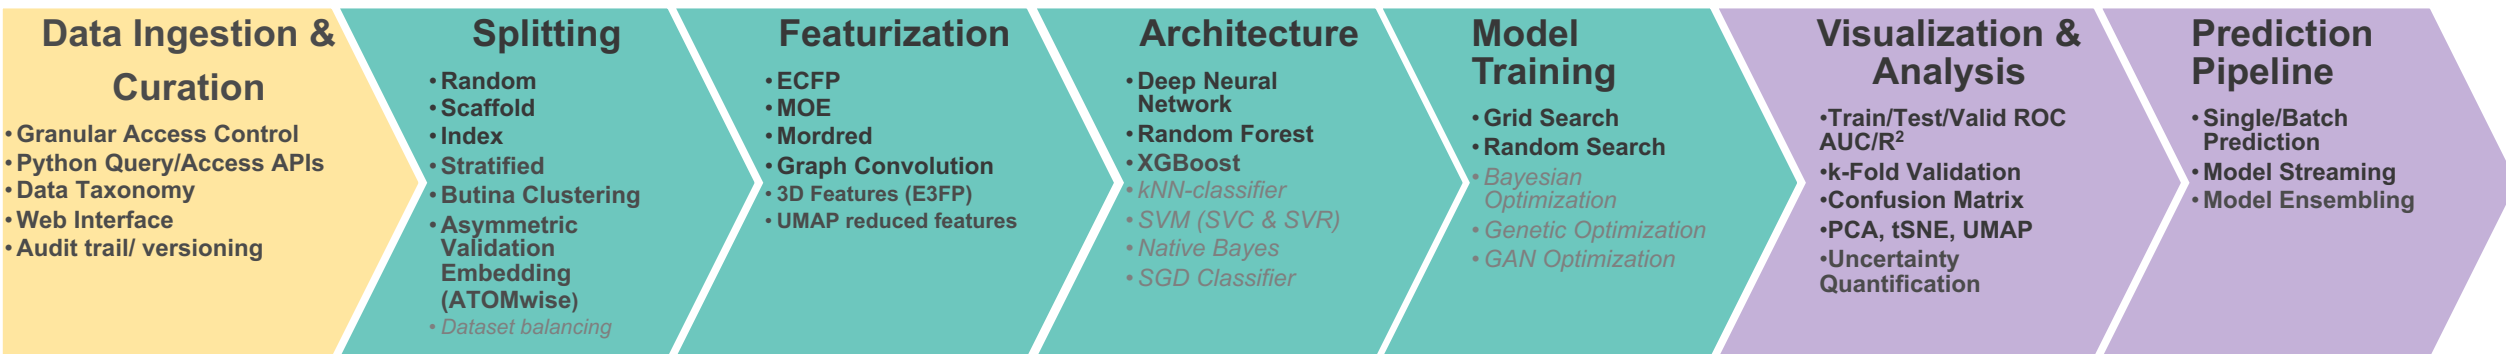 Data Ingestion &
Curation
• Granular Access Control
• Python Query/Access APIs
• Data Taxonomy
• Web Interface
• Audit trail/ versioning
Splitting
• Random
• Scaffold
• Index
• Stratified
• Butina Clustering
• Asymmetric
Validation
Embedding
(ATOMwise)
• Dataset balancing
Featurization
• ECFP
• MOE
• Mordred
• Graph Convolution
• 3D Features (E3FP)
• UMAP reduced features
Architecture
• Deep Neural
Network
• Random Forest
• XGBoost
• kNN-classifier
• SVM (SVC & SVR)
• Native Bayes
• SGD Classifier
Model
Training
• Grid Search
• Random Search
• Bayesian
Optimization
• Genetic Optimization
• GAN Optimization
Visualization &
Analysis
•Train/Test/Valid ROC
AUC/R²
•k-Fold Validation
•Confusion Matrix
•PCA, tSNE, UMAP
•Uncertainty
Quantification
Prediction
Pipeline
• Single/Batch
Prediction
• Model Streaming
• Model Ensembling